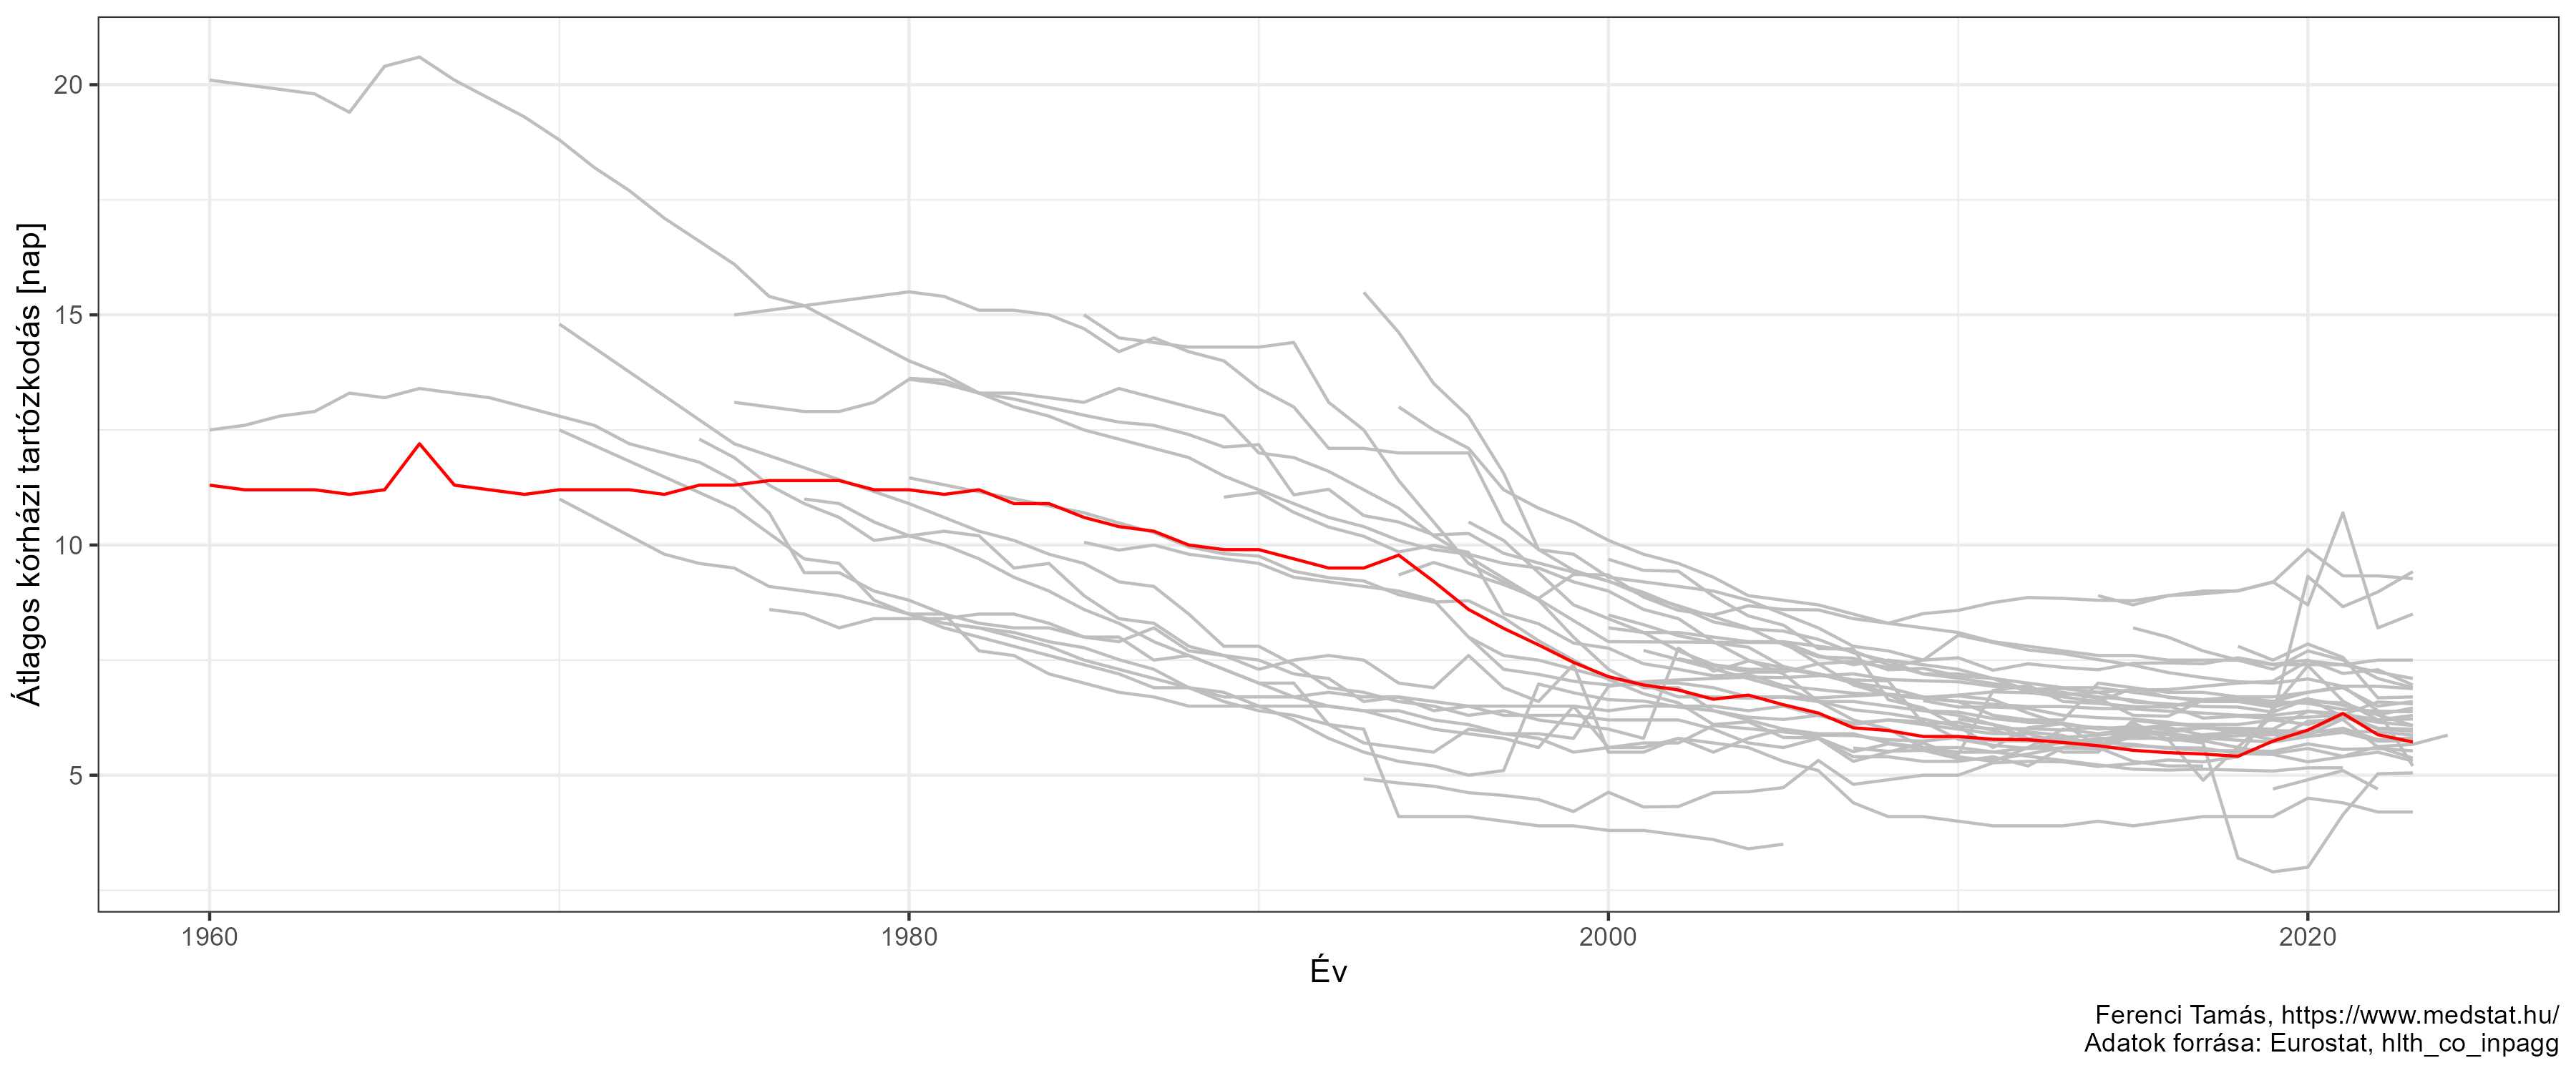 20
15
10
5
Átlagos kórházi tartózkodás [nap]
1960
1980
2000
2020
Év
Ferenci Tamás, https://www.medstat.hu/
Adatok forrása: Eurostat, hlth_co_inpagg